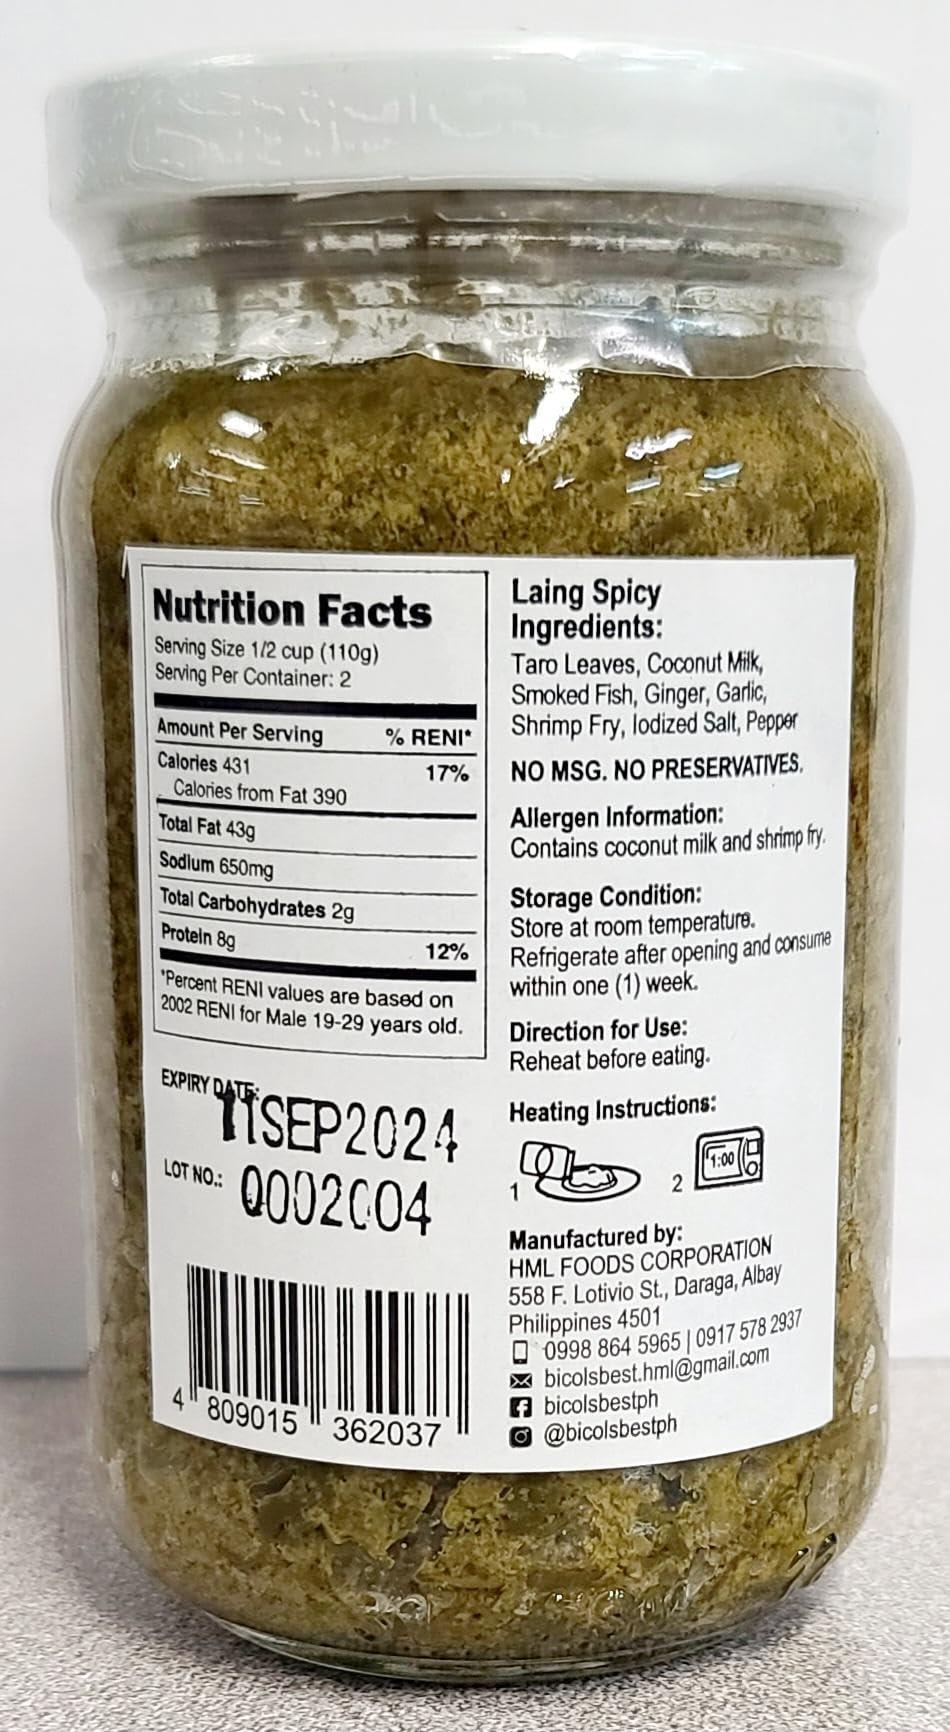 Nutrition Facts
Serving Size 1/2 cup (110g)
Serving Per Container: 2
Amount Per Serving % RENI*
Calories 431 17%
Calories from Fat 390
Total Fat 43g
Sodium 650mg
Total Carbohydrates 2g
Protein 8g 12%
*Percent RENI values are based on
2002 RENI for Male 19-29 years old.
EXPIRY DATE:
11SEP2024
LOT NO.:
0002004
4 809015 362037
Laing Spicy
Ingredients:
Taro Leaves, Coconut Milk,
Smoked Fish, Ginger, Garlic,
Shrimp Fry, Iodized Salt, Pepper
NO MSG. NO PRESERVATIVES.
Allergen Information:
Contains coconut milk and shrimp fry.
Storage Condition:
Store at room temperature.
Refrigerate after opening and consume
within one (1) week.
Direction for Use:
Reheat before eating.
Heating Instructions:
1:00
1 2
Manufactured by:
HML FOODS CORPORATION
558 F. Lotivio St., Daraga, Albay
Philippines 4501
0998 864 5965 | 0917 578 2937
bicolsbest.hml@gmail.com
bicolsbestph
@bicolsbestph